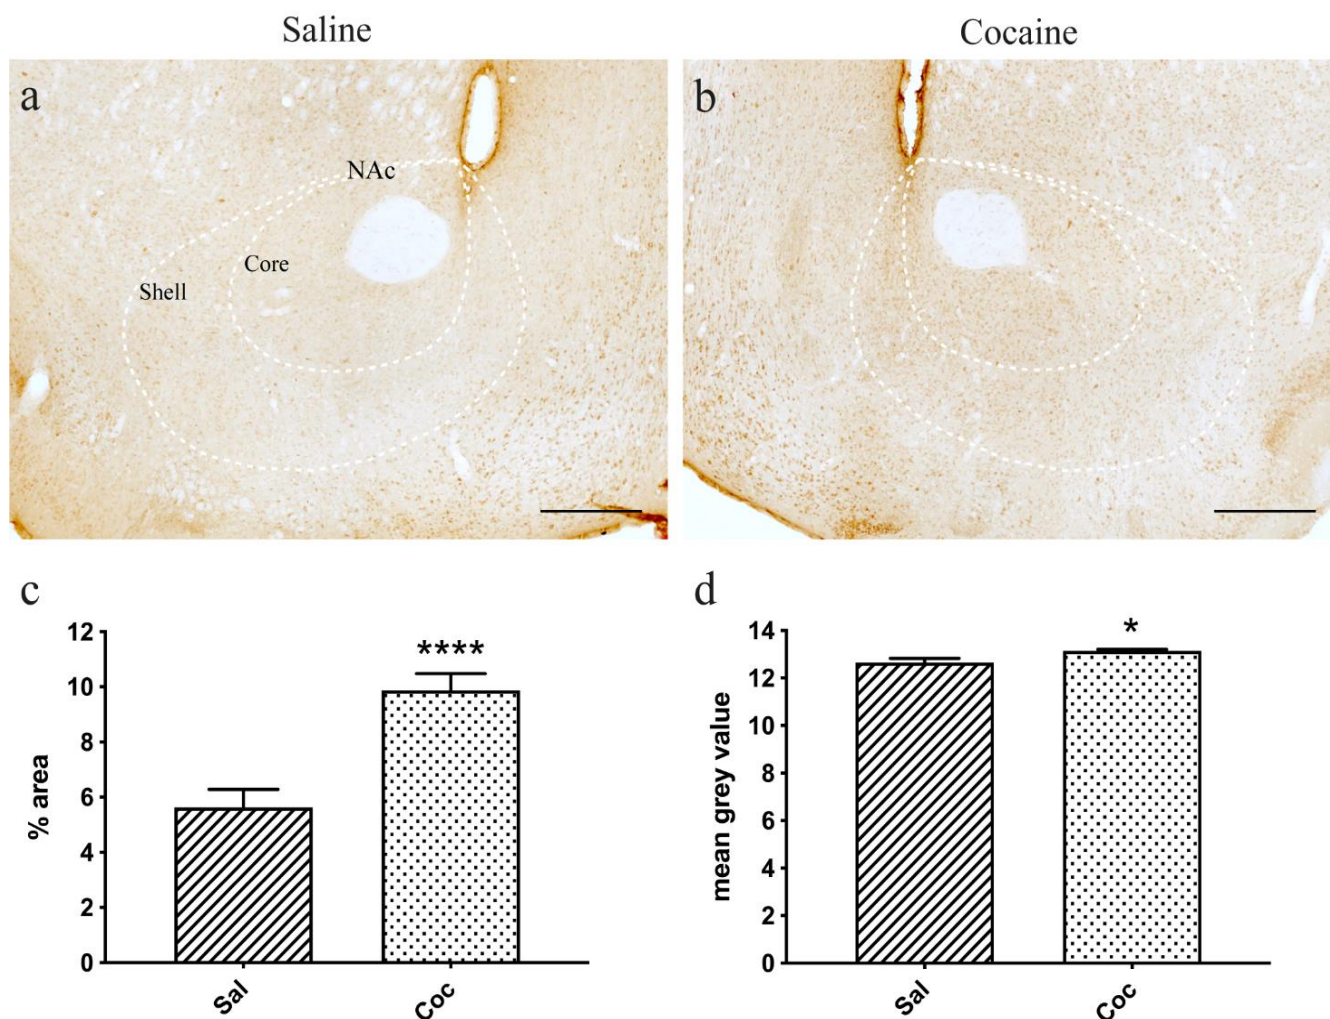 Saline
Cocaine
a
b
NAc
Core
Shell
c
d
12
10
8
6
4
2
0
% area
****
Sal
Coc
14
12
10
8
6
4
2
0
mean grey value
*
Sal
Coc